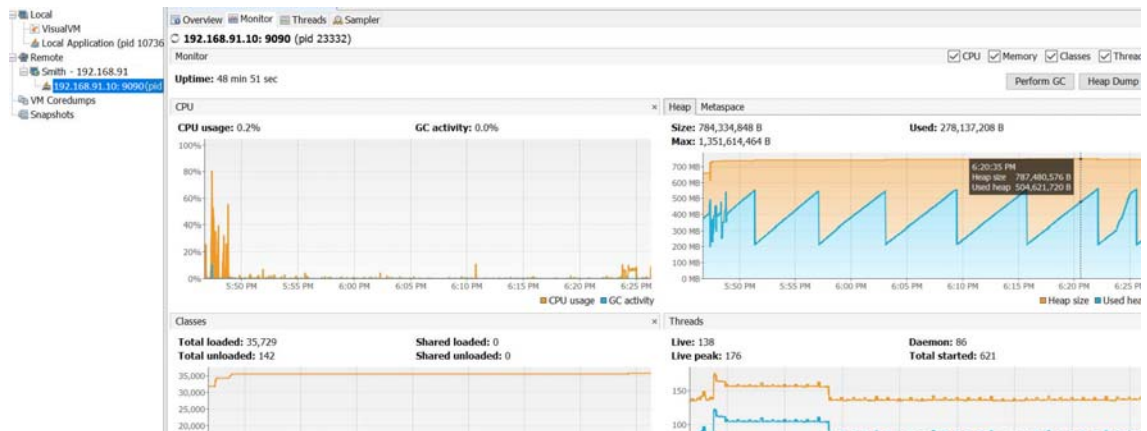 Local
VisualVM
Local Application (pid 10736
Remote
Smith - 192.168.91
192.168.91.10: 9090(pid
VM Coredumps
Snapshots
Overview Monitor Threads Sampler
192.168.91.10: 9090 (pid 23332)
Monitor
CPU Memory Classes Thread
Uptime: 48 min 51 sec
Perform GC Heap Dump
CPU ×
CPU usage: 0.2% GC activity: 0.0%
100%
80%
60%
40%
20%
0%
5:50 PM 5:55 PM 6:00 PM 6:05 PM 6:10 PM 6:15 PM 6:20 PM 6:25 PM
CPU usage GC activity
Heap Metaspace
Size: 784,334,848 B Used: 278,137,208 B
Max: 1,351,614,464 B
700 MB
600 MB
500 MB
400 MB
300 MB
200 MB
100 MB
0 MB
6:20:35 PM
Heap size 787,480,576 B
Used heap 504,621,720 B
5:50 PM 5:55 PM 6:00 PM 6:05 PM 6:10 PM 6:15 PM 6:20 PM 6:25 P
Heap size Used hea
Classes ×
Total loaded: 35,729 Shared loaded: 0
Total unloaded: 142 Shared unloaded: 0
35,000
30,000
25,000
20,000
Threads
Live: 138 Daemon: 86
Live peak: 176 Total started: 621
150
100